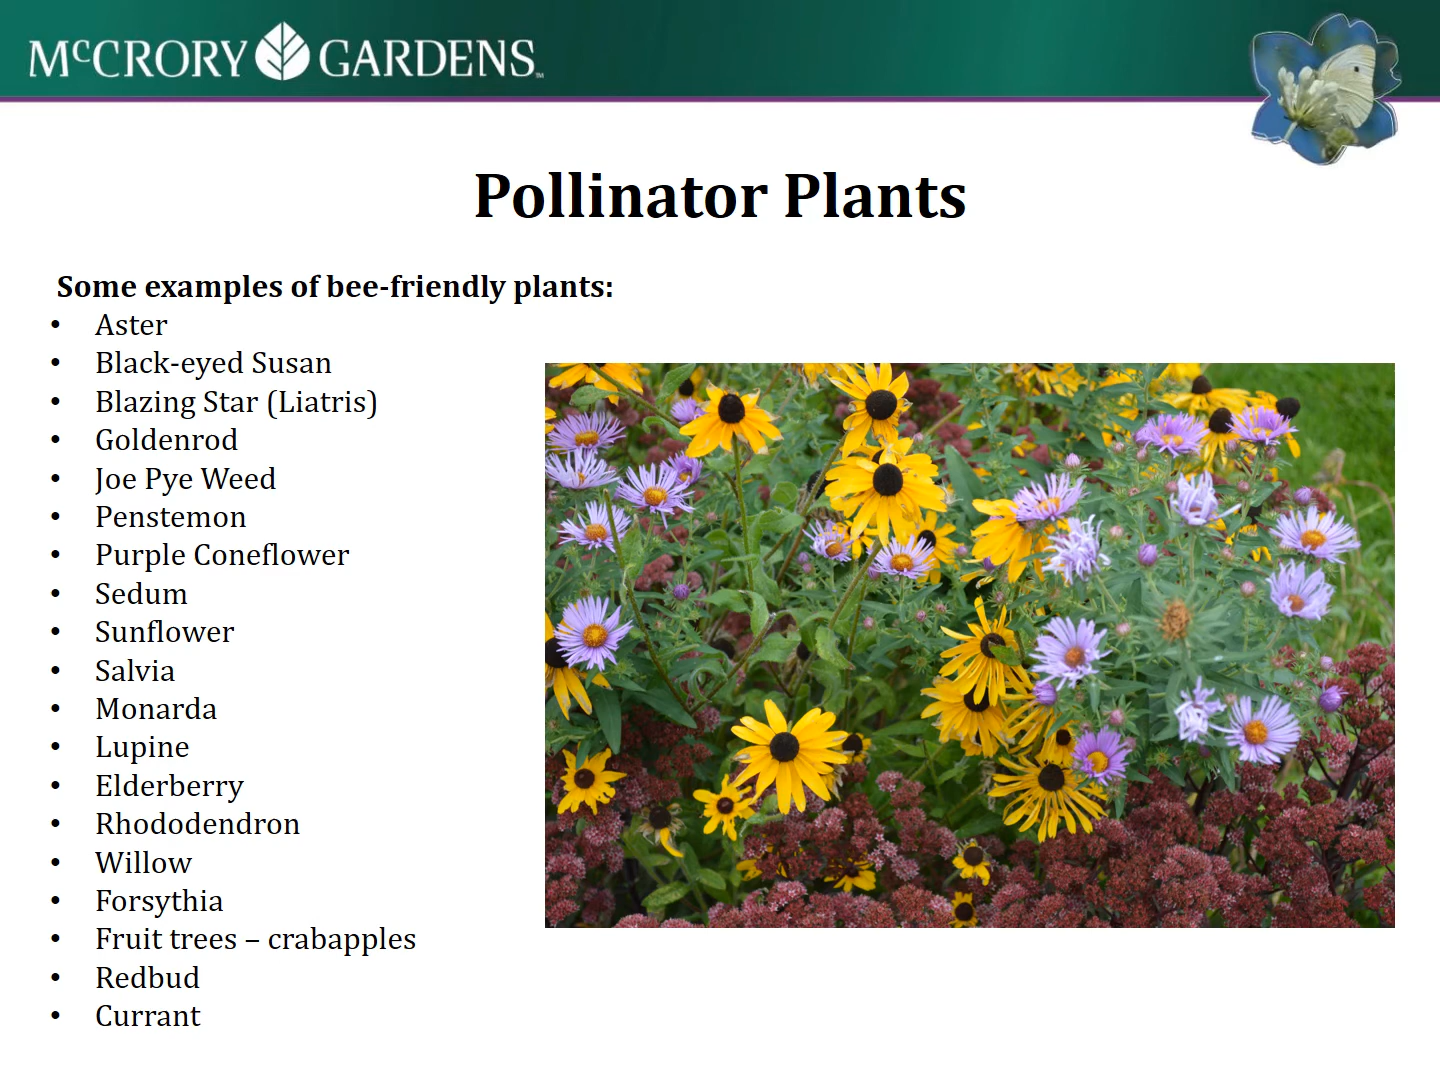 McCRORY GARDENS™
Pollinator Plants
Some examples of bee-friendly plants:
• Aster
• Black-eyed Susan
• Blazing Star (Liatris)
• Goldenrod
• Joe Pye Weed
• Penstemon
• Purple Coneflower
• Sedum
• Sunflower
• Salvia
• Monarda
• Lupine
• Elderberry
• Rhododendron
• Willow
• Forsythia
• Fruit trees – crabapples
• Redbud
• Currant